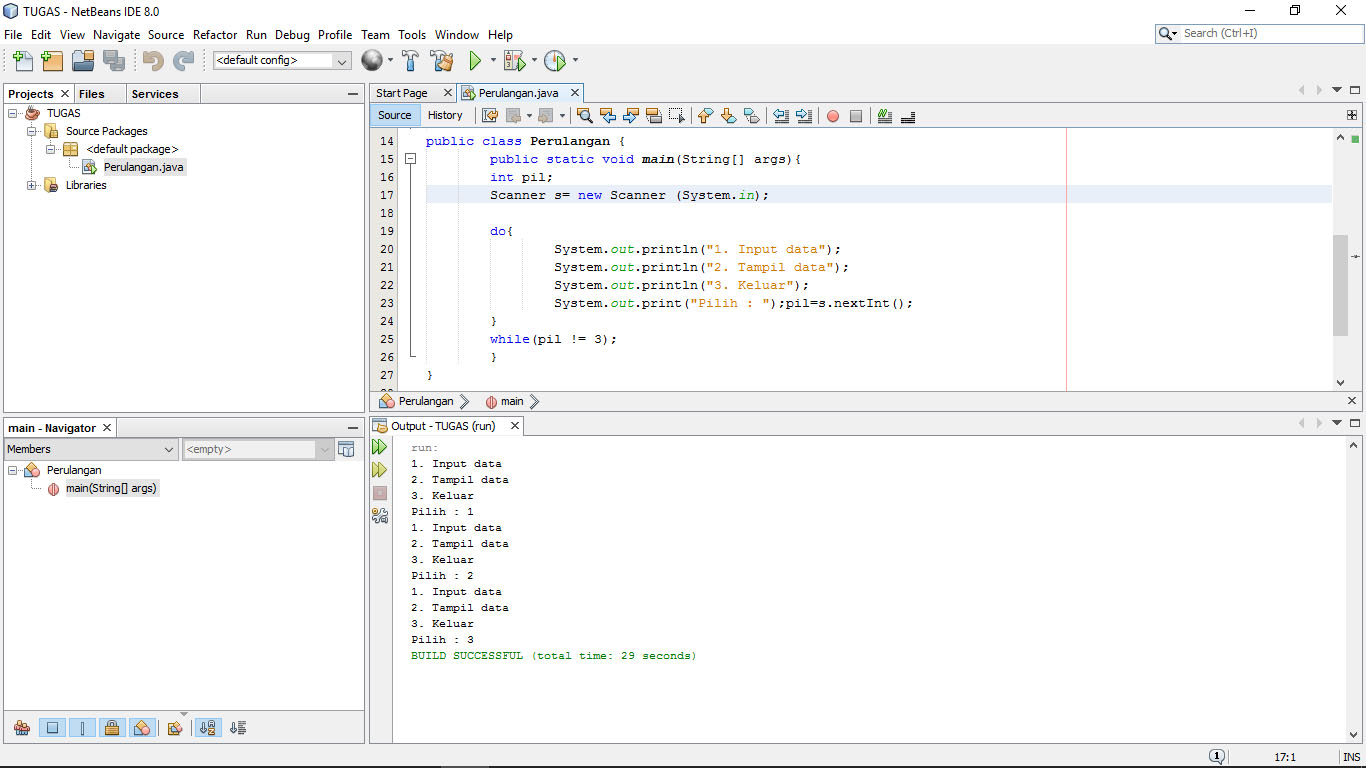 TUGAS - NetBeans IDE 8.0
File Edit View Navigate Source Refactor Run Debug Profile Team Tools Window Help
Search (Ctrl+I)
<default config>
Projects Files Services
TUGAS
Source Packages
<default package>
Perulangan.java
Libraries
Start Page Perulangan.java
Source History
14 public class Perulangan {
15 public static void main(String[] args){
16 int pil;
17 Scanner s= new Scanner (System.in);
18
19 do{
20 System.out.println("1. Input data");
21 System.out.println("2. Tampil data");
22 System.out.println("3. Keluar");
23 System.out.print("Pilih : ");pil=s.nextInt();
24 }
25 while(pil != 3);
26 }
27 }
Perulangan main
main - Navigator
Members <empty>
Perulangan
main(String[] args)
Output - TUGAS (run)
run:
1. Input data
2. Tampil data
3. Keluar
Pilih : 1
1. Input data
2. Tampil data
3. Keluar
Pilih : 2
1. Input data
2. Tampil data
3. Keluar
Pilih : 3
BUILD SUCCESSFUL (total time: 29 seconds)
1 17:1 INS